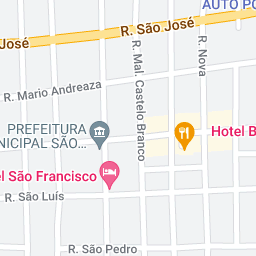 AUTO PO
R. São José
José
R. Mal. Castelo Branco
R. Nova
R. Mario Andreaza
PREFEITURA
NICIPAL SÃO...
Hotel B
el São Francisco
R. São Luís
R. São Pedro